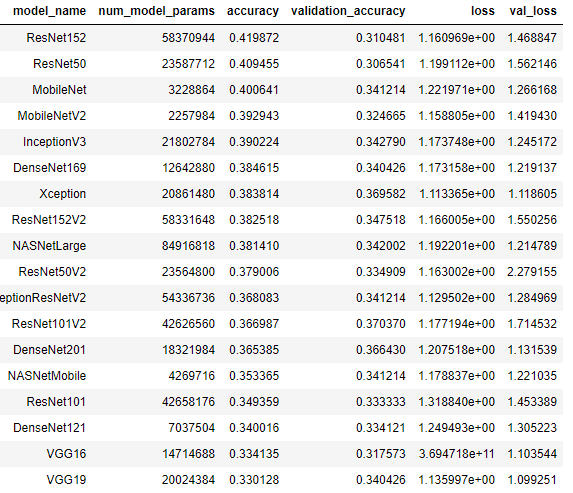 model_name num_model_params accuracy validation_accuracy loss val_loss
ResNet152 58370944 0.419872 0.310481 1.160969e+00 1.468847
ResNet50 23587712 0.409455 0.306541 1.199112e+00 1.562146
MobileNet 3228864 0.400641 0.341214 1.221971e+00 1.266168
MobileNetV2 2257984 0.392943 0.324665 1.158805e+00 1.419430
InceptionV3 21802784 0.390224 0.342790 1.173748e+00 1.245172
DenseNet169 12642880 0.384615 0.340426 1.173158e+00 1.219137
Xception 20861480 0.383814 0.369582 1.113365e+00 1.118605
ResNet152V2 58331648 0.382518 0.347518 1.166005e+00 1.550256
NASNetLarge 84916818 0.381410 0.342002 1.192201e+00 1.214789
ResNet50V2 23564800 0.379006 0.334909 1.163002e+00 2.279155
eptionResNetV2 54336736 0.368083 0.341214 1.129502e+00 1.284969
ResNet101V2 42626560 0.366987 0.370370 1.177194e+00 1.714532
DenseNet201 18321984 0.365385 0.366430 1.207518e+00 1.131539
NASNetMobile 4269716 0.353365 0.341214 1.178837e+00 1.221035
ResNet101 42658176 0.349359 0.333333 1.318840e+00 1.453389
DenseNet121 7037504 0.340016 0.334121 1.249493e+00 1.305223
VGG16 14714688 0.334135 0.317573 3.694718e+11 1.103544
VGG19 20024384 0.330128 0.340426 1.135997e+00 1.099251